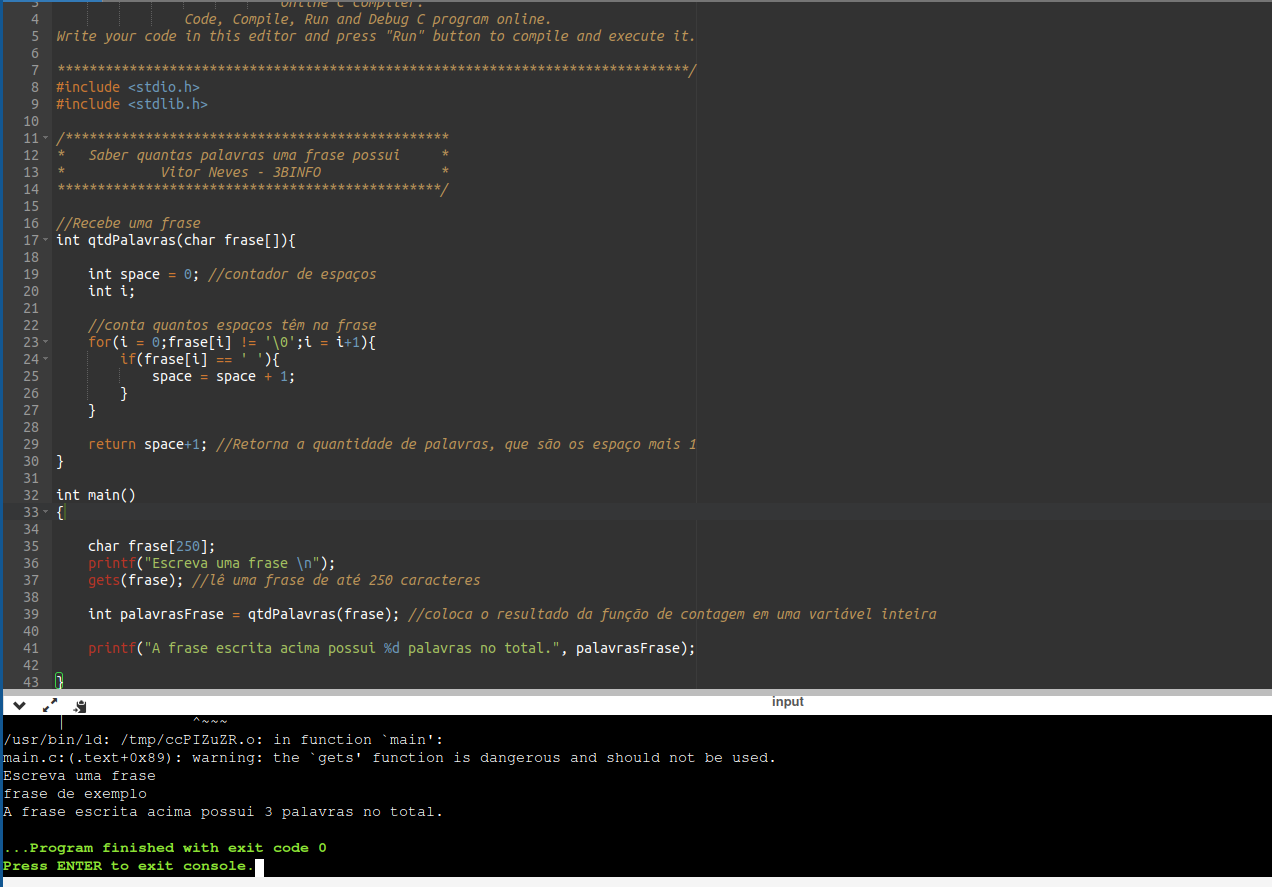 3 Online C Compiler.
4 Code, Compile, Run and Debug C program online.
5 Write your code in this editor and press "Run" button to compile and execute it.
6
7 *******************************************************************************/
8 #include <stdio.h>
9 #include <stdlib.h>
10
11 /************************************************
12 *   Saber quantas palavras uma frase possui     *
13 *            Vitor Neves - 3BINFO               *
14 ************************************************/
15
16 //Recebe uma frase
17 int qtdPalavras(char frase[]){
18
19     int space = 0; //contador de espaços
20     int i;
21
22     //conta quantos espaços têm na frase
23     for(i = 0;frase[i] != '\0';i = i+1){
24         if(frase[i] == ' '){
25             space = space + 1;
26         }
27     }
28
29     return space+1; //Retorna a quantidade de palavras, que são os espaço mais 1
30 }
31
32 int main()
33 {
34
35     char frase[250];
36     printf("Escreva uma frase \n");
37     gets(frase); //lê uma frase de até 250 caracteres
38
39     int palavrasFrase = qtdPalavras(frase); //coloca o resultado da função de contagem em uma variável inteira
40
41     printf("A frase escrita acima possui %d palavras no total.", palavrasFrase);
42
43 }
input
| ^~~~
/usr/bin/ld: /tmp/ccPIZuZR.o: in function `main':
main.c:(.text+0x89): warning: the `gets' function is dangerous and should not be used.
Escreva uma frase
frase de exemplo
A frase escrita acima possui 3 palavras no total.
...Program finished with exit code 0
Press ENTER to exit console.